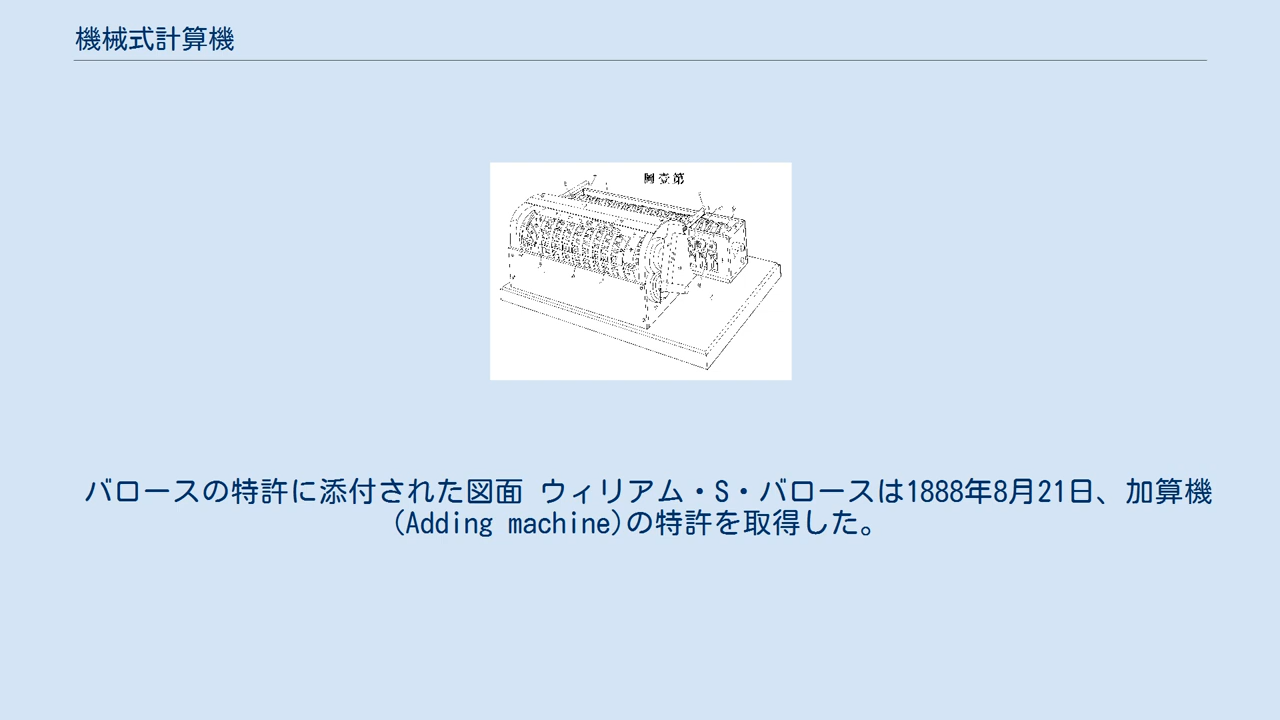 機械式計算機
圖壹第
バロースの特許に添付された図面 ウィリアム・S・バロースは1888年8月21日、加算機
(Adding machine)の特許を取得した。